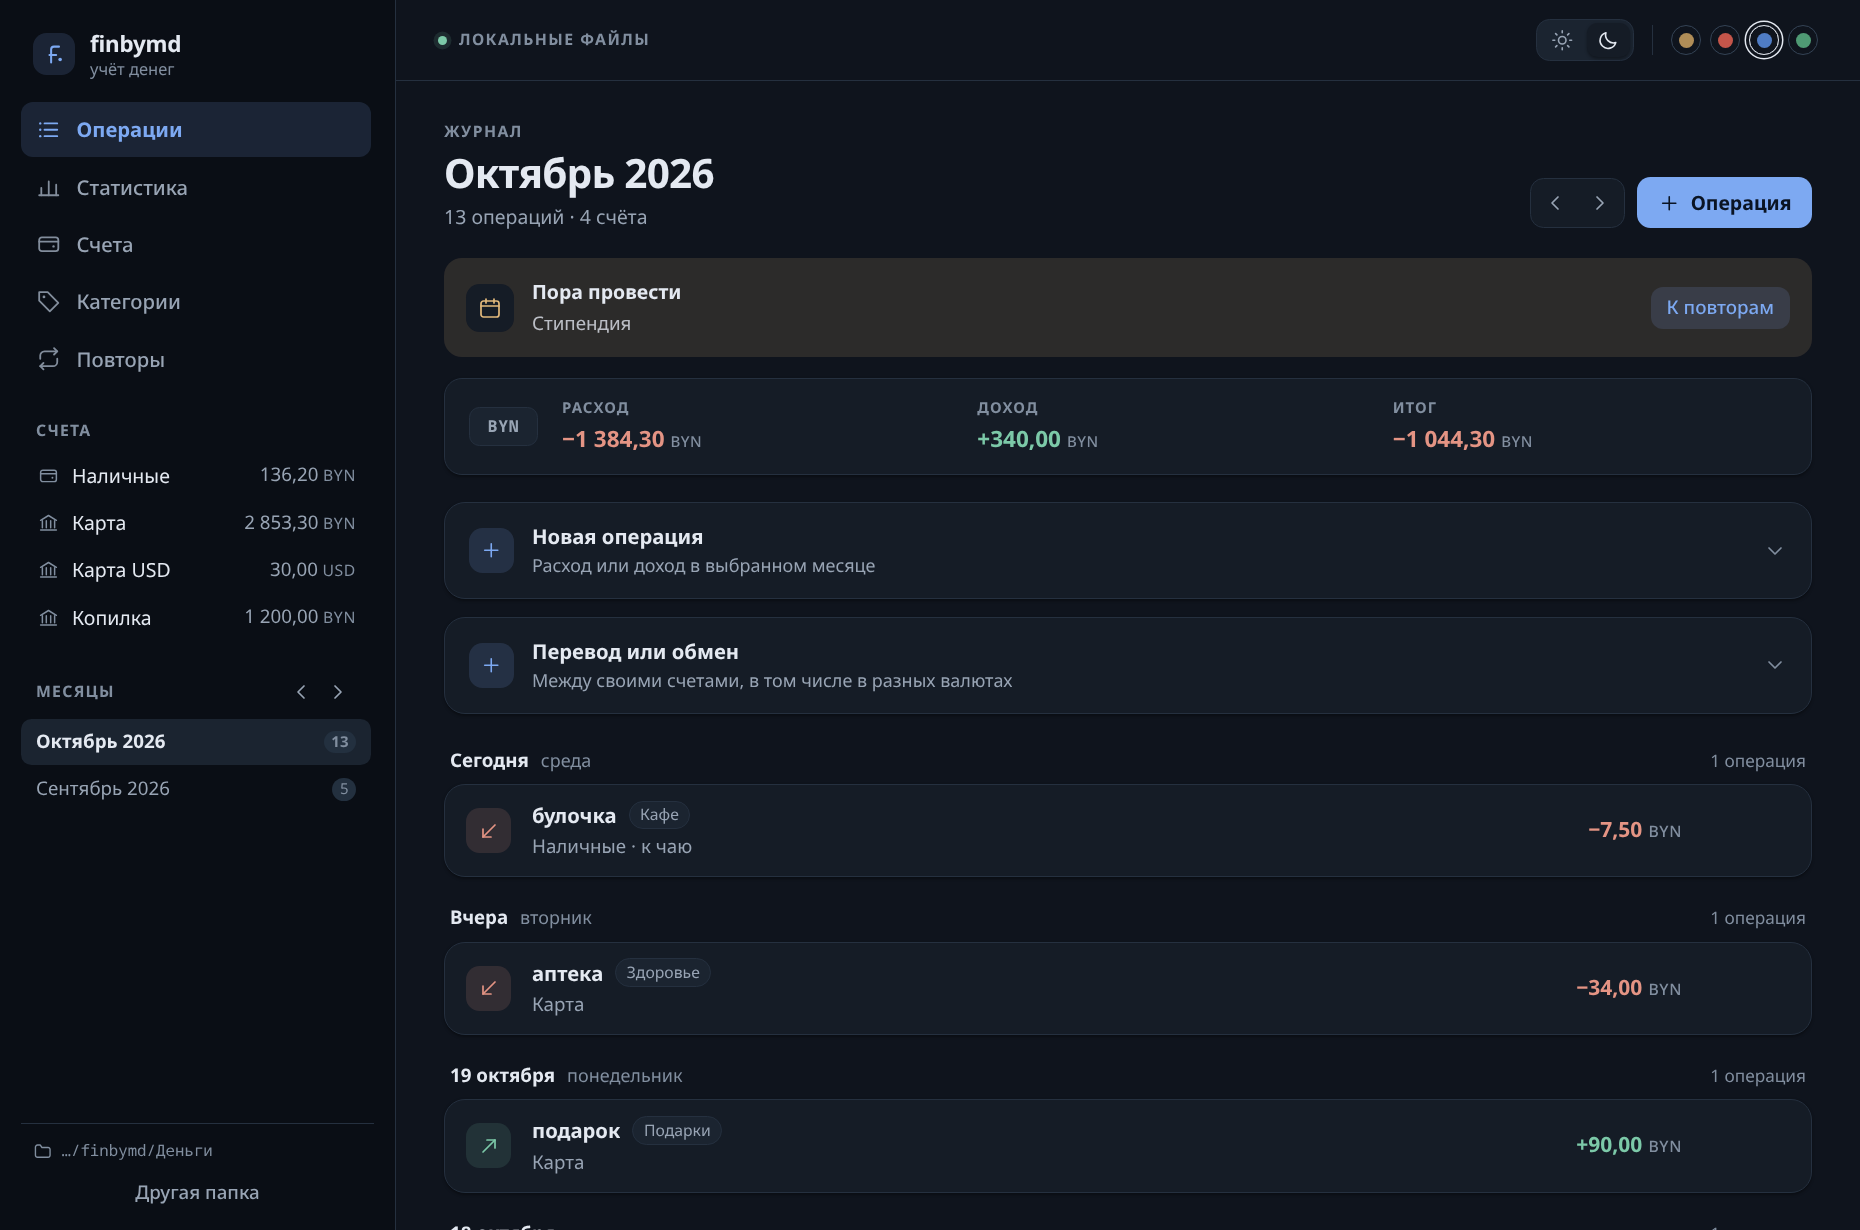 finbymd
учёт денег
Операции
Статистика
Счета
Категории
Повторы
СЧЕТА
Наличные 136,20 BYN
Карта 2 853,30 BYN
Карта USD 30,00 USD
Копилка 1 200,00 BYN
МЕСЯЦЫ
Октябрь 2026 13
Сентябрь 2026 5
…/finbymd/Деньги
Другая папка
ЛОКАЛЬНЫЕ ФАЙЛЫ
ЖУРНАЛ
Октябрь 2026
13 операций · 4 счёта
Операция
Пора провести
Стипендия
К повторам
BYN
РАСХОД
−1 384,30 BYN
ДОХОД
+340,00 BYN
ИТОГ
−1 044,30 BYN
Новая операция
Расход или доход в выбранном месяце
Перевод или обмен
Между своими счетами, в том числе в разных валютах
Сегодня среда 1 операция
булочка Кафе
Наличные · к чаю
−7,50 BYN
Вчера вторник 1 операция
аптека Здоровье
Карта
−34,00 BYN
19 октября понедельник 1 операция
подарок Подарки
Карта
+90,00 BYN